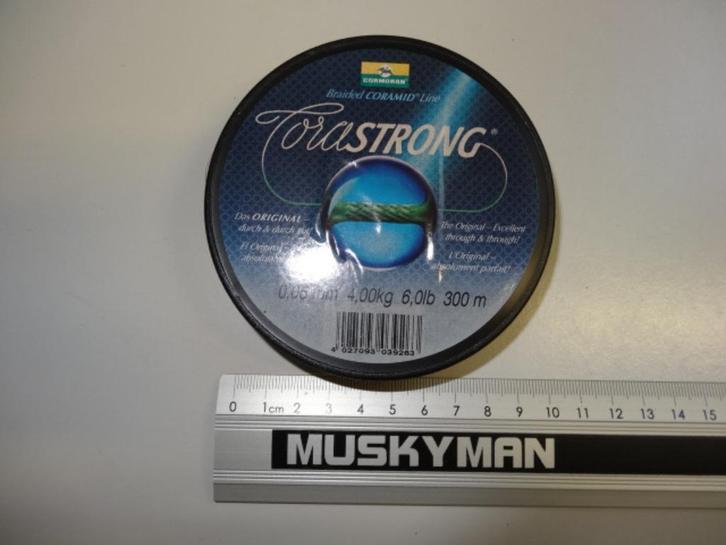 CORMORAN
Braided CORAMID® Line
CoraSTRONG®
Das ORIGINAL –
durch & durch
The Original – Excellent
through & through!
El Original –
L'Original –
absolument parfait!
4,00kg 6,0lb 300 m
4 027093 039263
0 1cm 2 3 4 5 6 7 8 9 10 11 12 13 14 15
MUSKYMAN